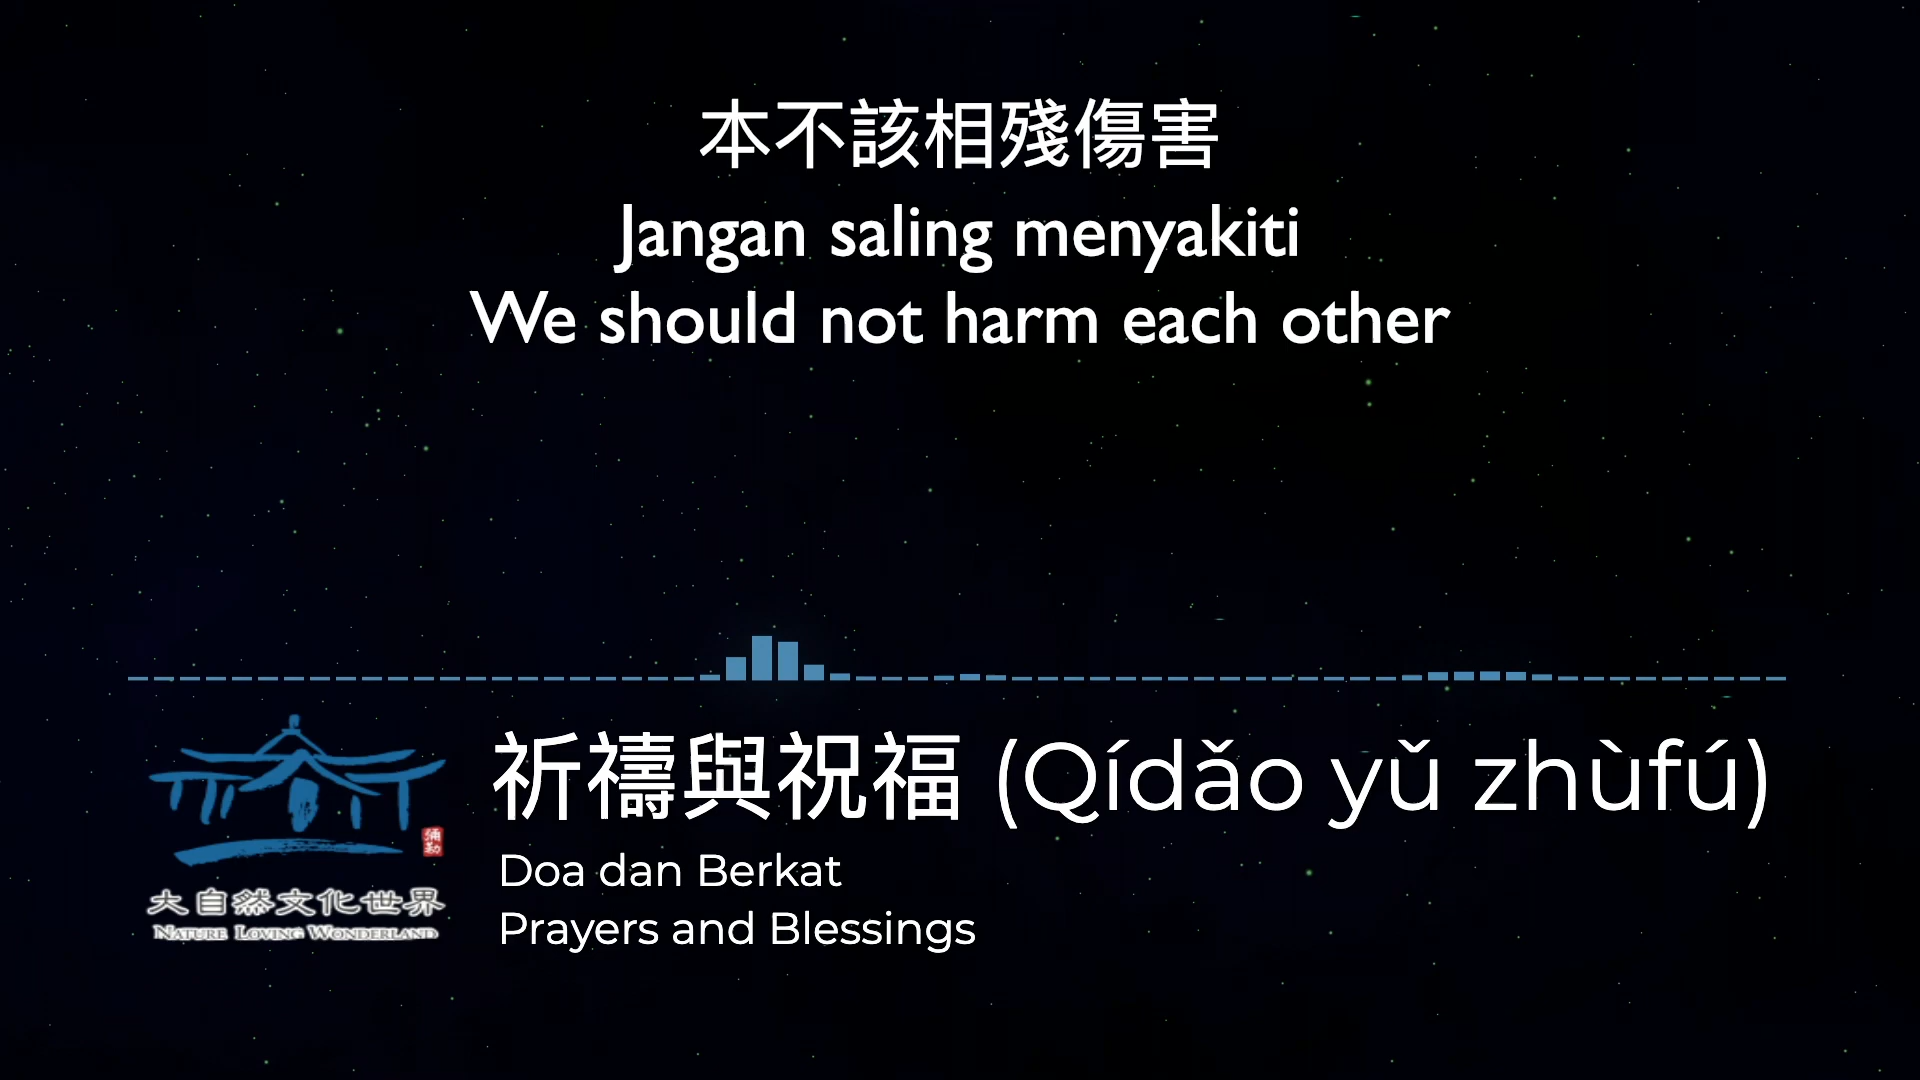 本不該相殘傷害
Jangan saling menyakiti
We should not harm each other
祈禱與祝福 (Qídǎo yǔ zhùfú)
Doa dan Berkat
Prayers and Blessings
彌勒
大自然文化世界
NATURE LOVING WONDERLAND